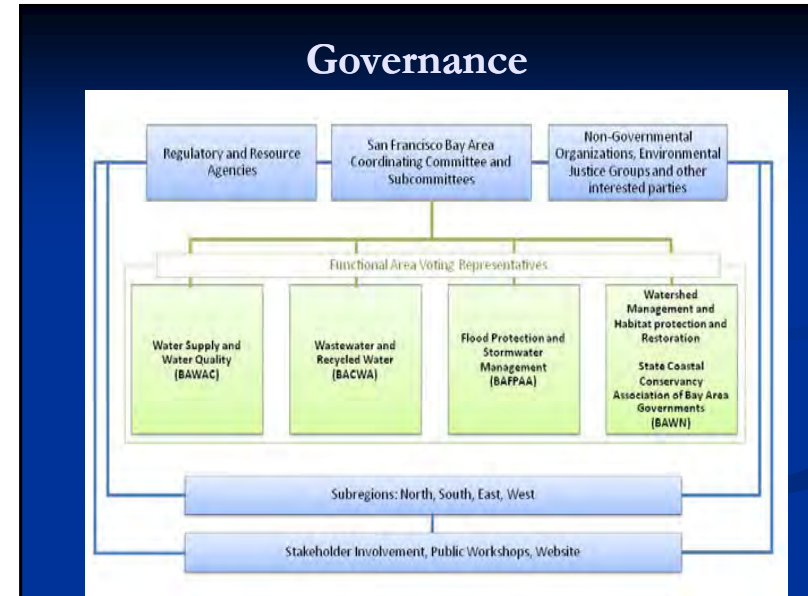 Governance
Regulatory and Resource
Agencies
San Francisco Bay Area
Coordinating Committee and
Subcommittees
Non-Governmental
Organizations, Environmental
Justice Groups and other
interested parties
Functional Area Voting Representatives
Water Supply and
Water Quality
(BAWAC)
Wastewater and
Recycled Water
(BACWA)
Flood Protection and
Stormwater
Management
(BAFPAA)
Watershed
Management and
Habitat protection and
Restoration
State Coastal
Conservancy
Association of Bay Area
Governments
(BAWN)
Subregions: North, South, East, West
Stakeholder Involvement, Public Workshops, Website